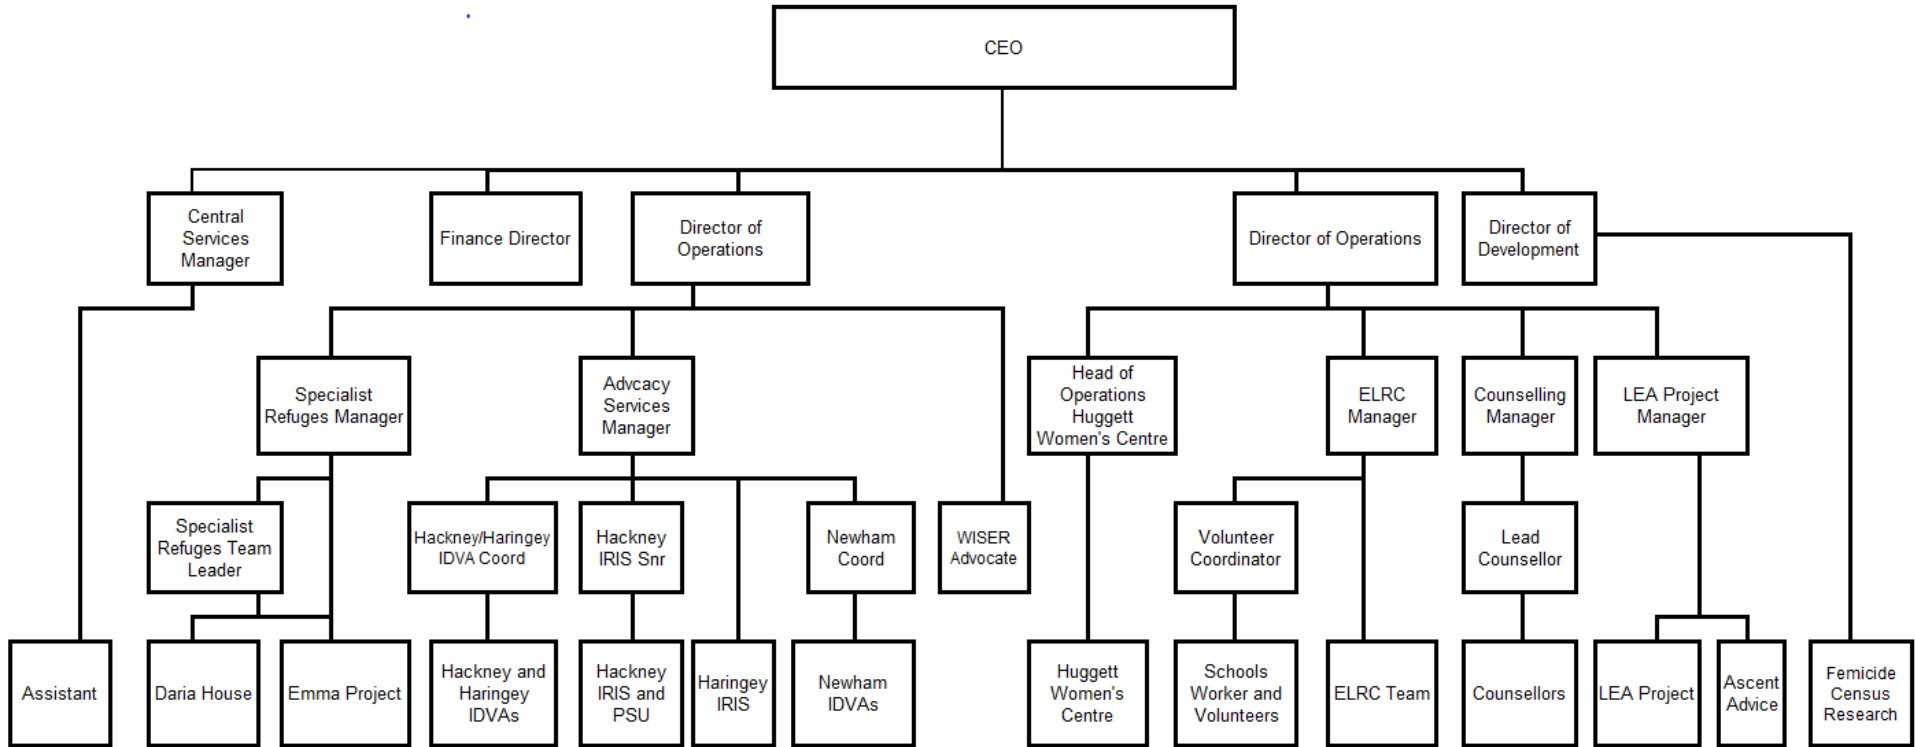 CEO
Central
Services
Manager
Finance Director
Director of
Operations
Director of Operations
Director of
Development
Specialist
Refuges Manager
Advcacy
Services
Manager
Head of
Operations
Huggett
Women's Centre
ELRC
Manager
Counselling
Manager
LEA Project
Manager
Specialist
Refuges Team
Leader
Hackney/Haringey
IDVA Coord
Hackney
IRIS Snr
Newham
Coord
WISER
Advocate
Volunteer
Coordinator
Lead
Counsellor
Assistant
Daria House
Emma Project
Hackney and
Haringey
IDVAs
Hackney
IRIS and
PSU
Haringey
IRIS
Newham
IDVAs
Huggett
Women's
Centre
Schools
Worker and
Volunteers
ELRC Team
Counsellors
LEA Project
Ascent
Advice
Femicide
Census
Research